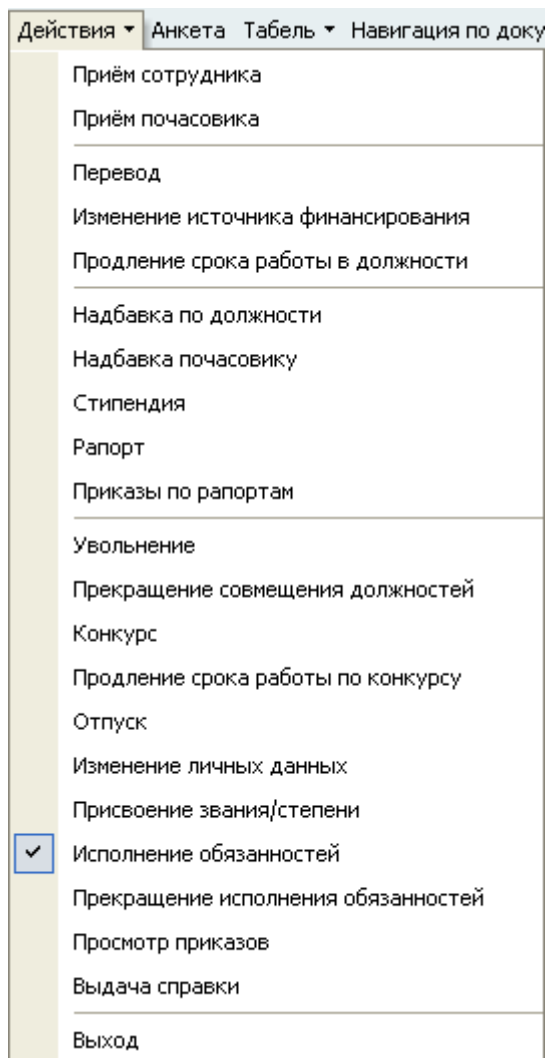 Действия Анкета Табель Навигация по доку
Приём сотрудника
Приём почасовика
Перевод
Изменение источника финансирования
Продление срока работы в должности
Надбавка по должности
Надбавка почасовику
Стипендия
Рапорт
Приказы по рапортам
Увольнение
Прекращение совмещения должностей
Конкурс
Продление срока работы по конкурсу
Отпуск
Изменение личных данных
Присвоение звания/степени
Исполнение обязанностей
Прекращение исполнения обязанностей
Просмотр приказов
Выдача справки
Выход